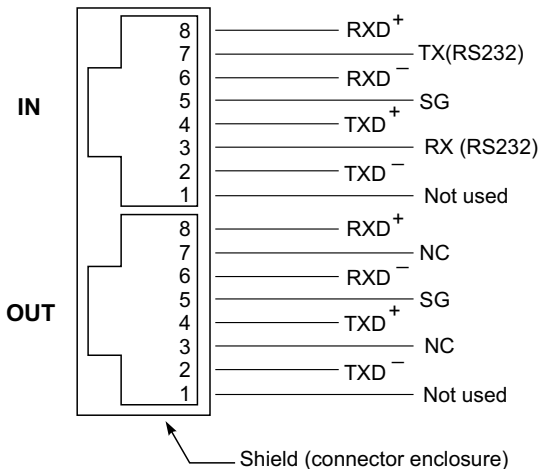 IN
8 RXD+
7 TX(RS232)
6 RXD−
5 SG
4 TXD+
3 RX (RS232)
2 TXD−
1 Not used
OUT
8 RXD+
7 NC
6 RXD−
5 SG
4 TXD+
3 NC
2 TXD−
1 Not used
Shield (connector enclosure)